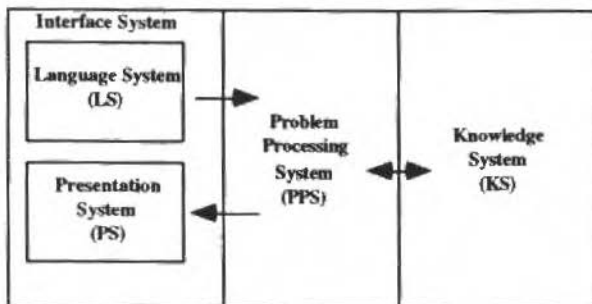 Interface System
Language System
(LS)
Presentation
System
(PS)
Problem
Processing
System
(PPS)
Knowledge
System
(KS)